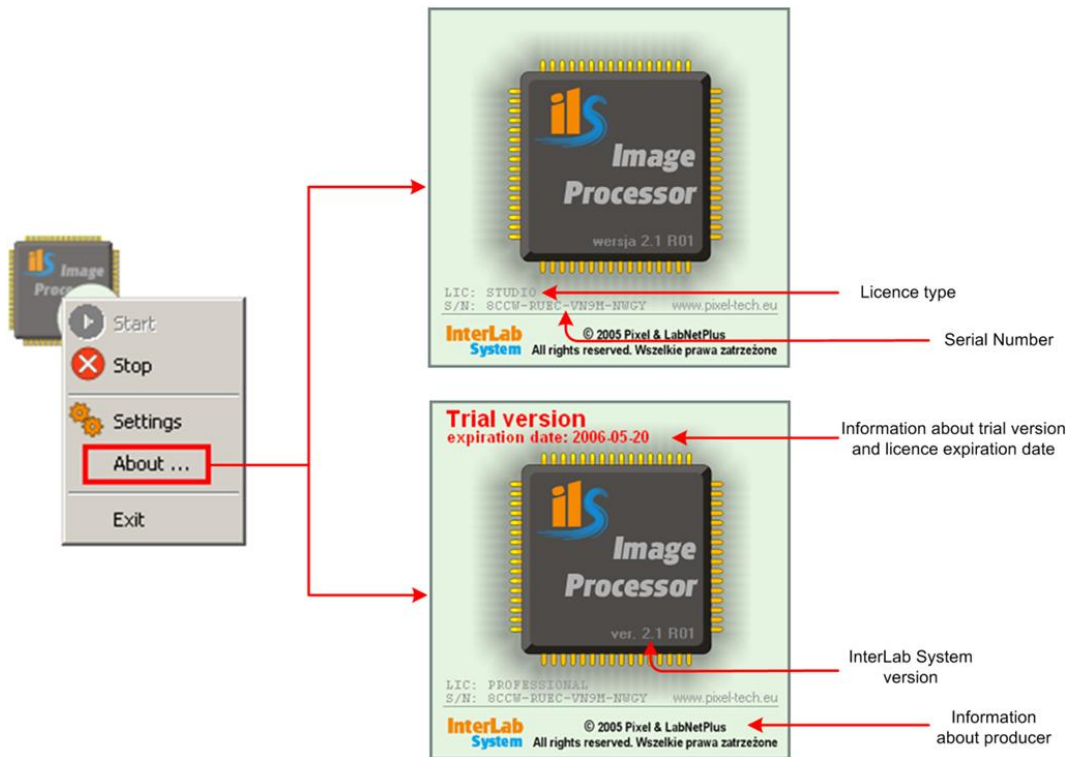 ils
Image
Processor
Start
Stop
Settings
About ...
Exit
ils
Image
Processor
wersja 2.1 R01
LIC: STUDIO
S/N: 8CCW-RUEC-VN9M-NWGY www.pixel-tech.eu
InterLab
System
© 2005 Pixel & LabNetPlus
All rights reserved. Wszelkie prawa zatrzeżone
Licence type
Serial Number
Trial version
expiration date: 2006-05-20
ils
Image
Processor
ver. 2.1 R01
LIC: PROFESSIONAL
S/N: 8CCW-RUEC-VN9M-NWGY www.pixel-tech.eu
InterLab
System
© 2005 Pixel & LabNetPlus
All rights reserved. Wszelkie prawa zatrzeżone
Information about trial version
and licence expiration date
InterLab System
version
Information
about producer